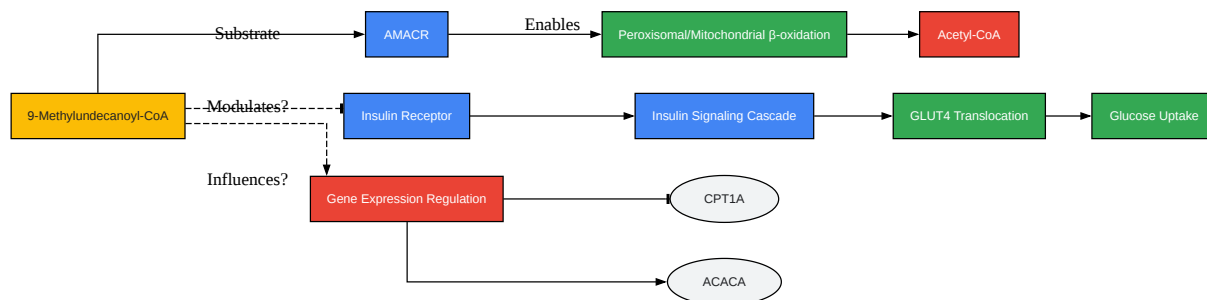 Substrate
AMACR
Enables
Peroxisomal/Mitochondrial β-oxidation
Acetyl-CoA
9-Methylundecanoyl-CoA
Modulates?
Insulin Receptor
Insulin Signaling Cascade
GLUT4 Translocation
Glucose Uptake
Influences?
Gene Expression Regulation
CPT1A
ACACA